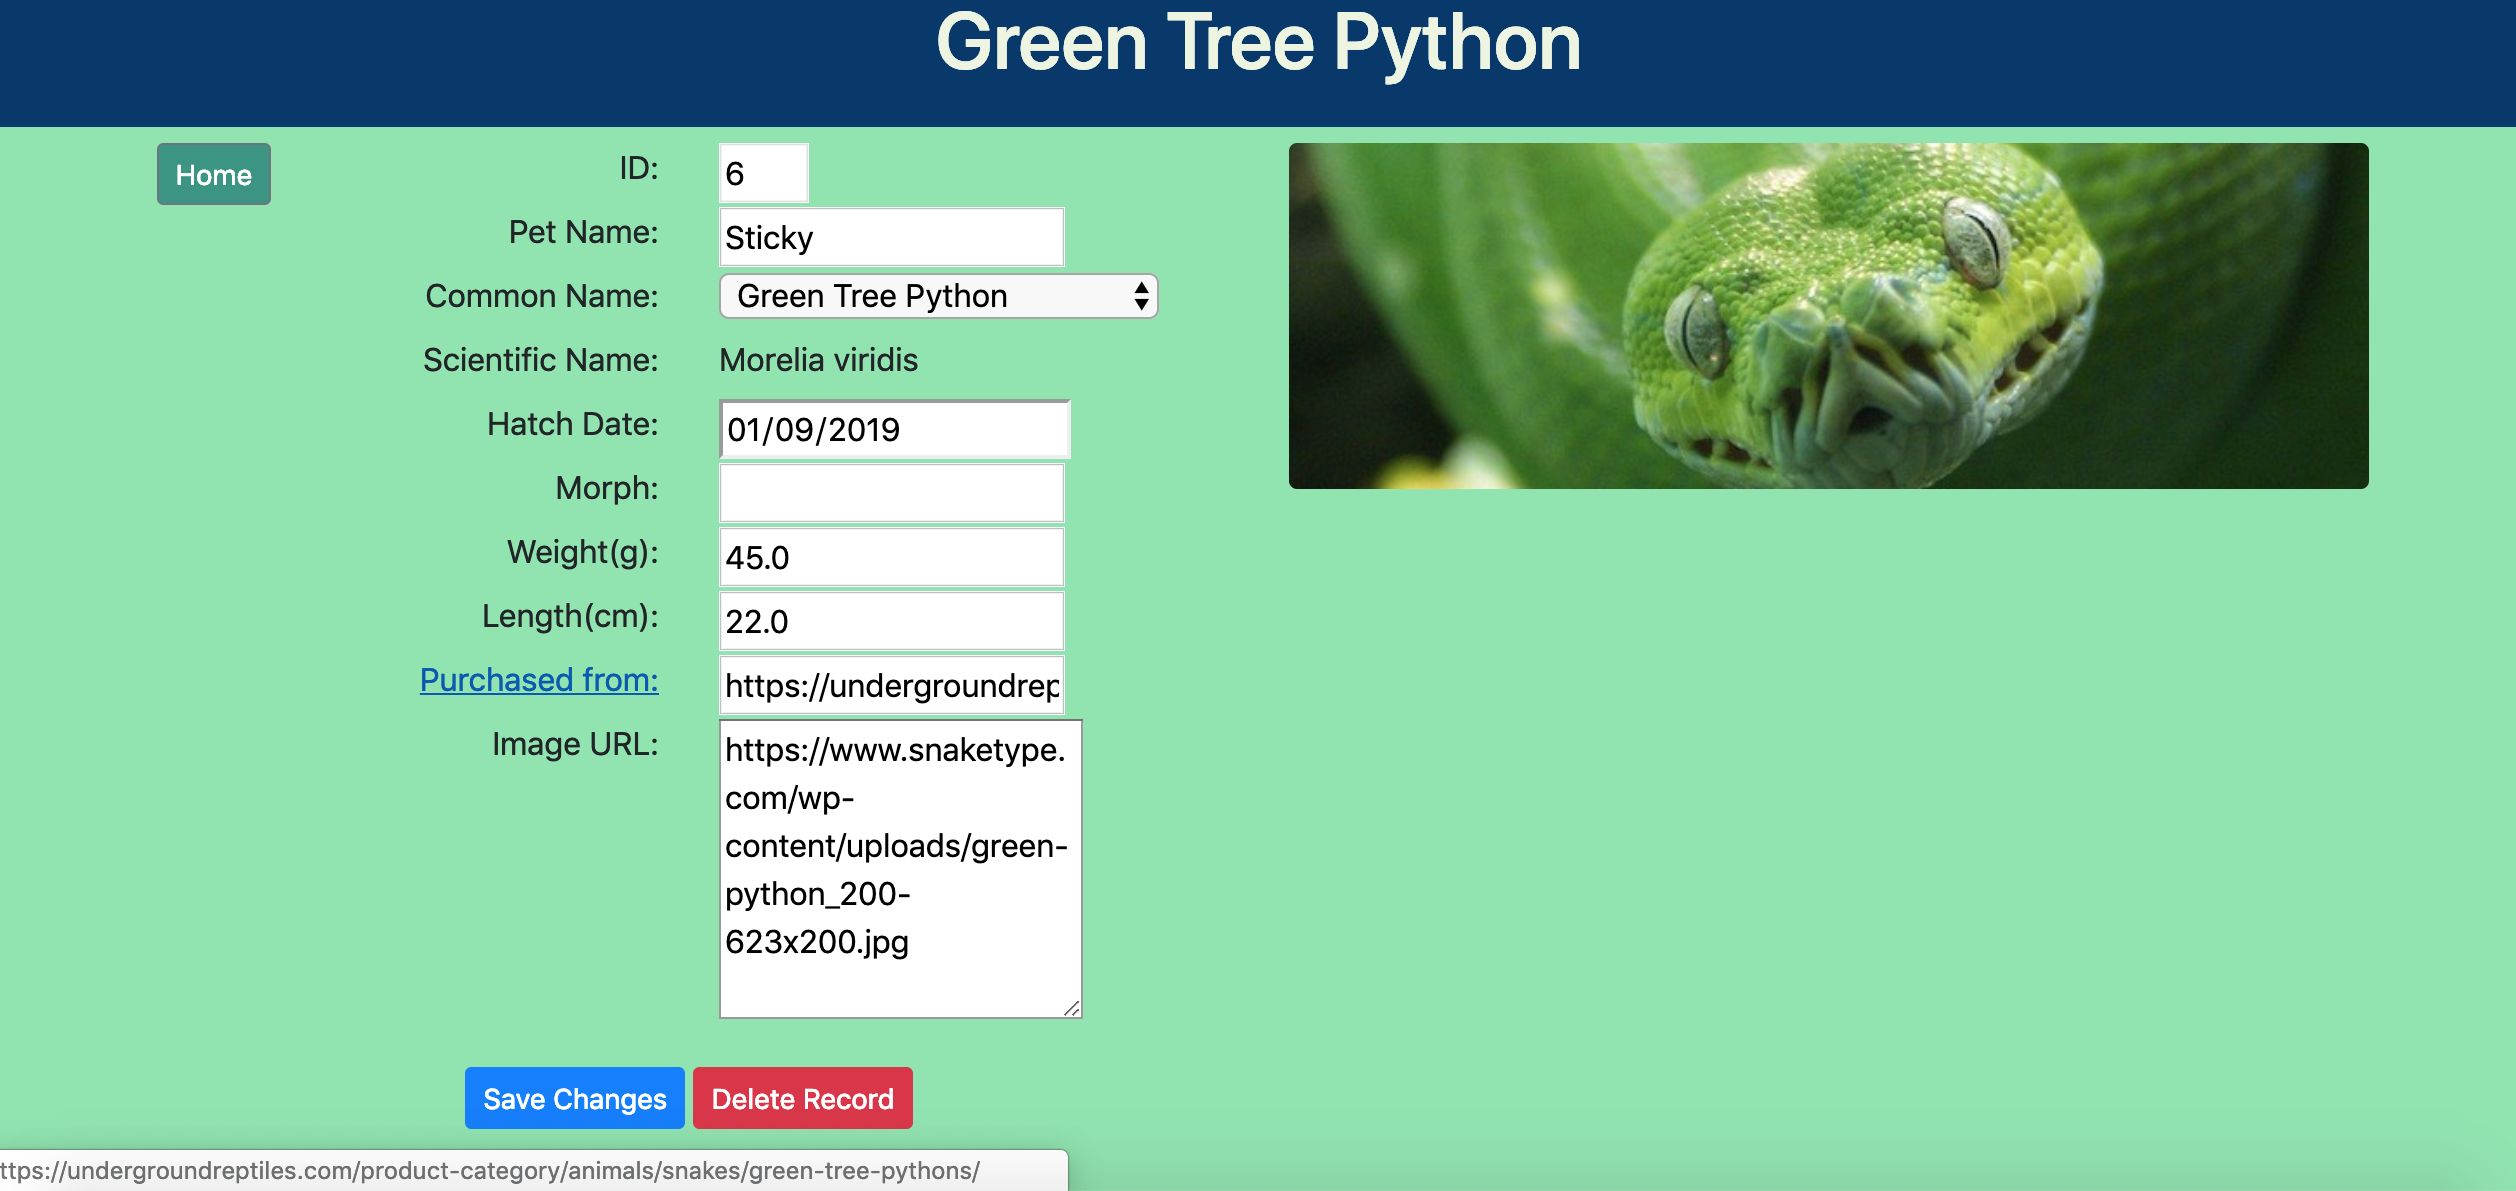 Green Tree Python
Home
ID: 6
Pet Name: Sticky
Common Name: Green Tree Python
Scientific Name: Morelia viridis
Hatch Date: 01/09/2019
Morph:
Weight(g): 45.0
Length(cm): 22.0
Purchased from: https://undergroundrep
Image URL: https://www.snaketype.
com/wp-
content/uploads/green-
python_200-
623x200.jpg
Save Changes Delete Record
ttps://undergroundreptiles.com/product-category/animals/snakes/green-tree-pythons/